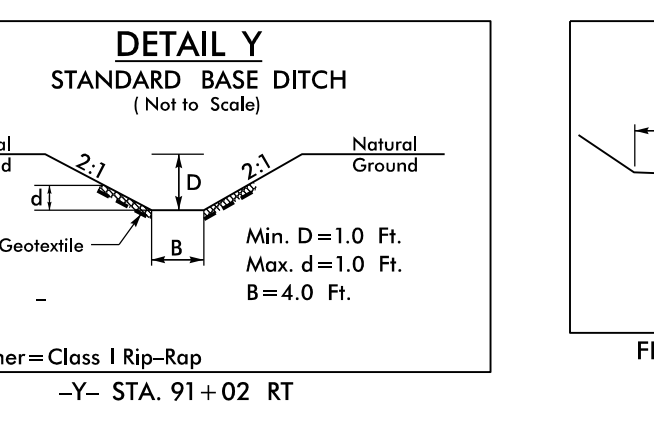 DETAIL Y
STANDARD BASE DITCH
( Not to Scale)
al
d
2:1
D
2:1
Natural
Ground
d
Geotextile
B
Min. D=1.0 Ft.
Max. d=1.0 Ft.
B=4.0 Ft.
–
ner=Class I Rip-Rap
–Y– STA. 91+02 RT